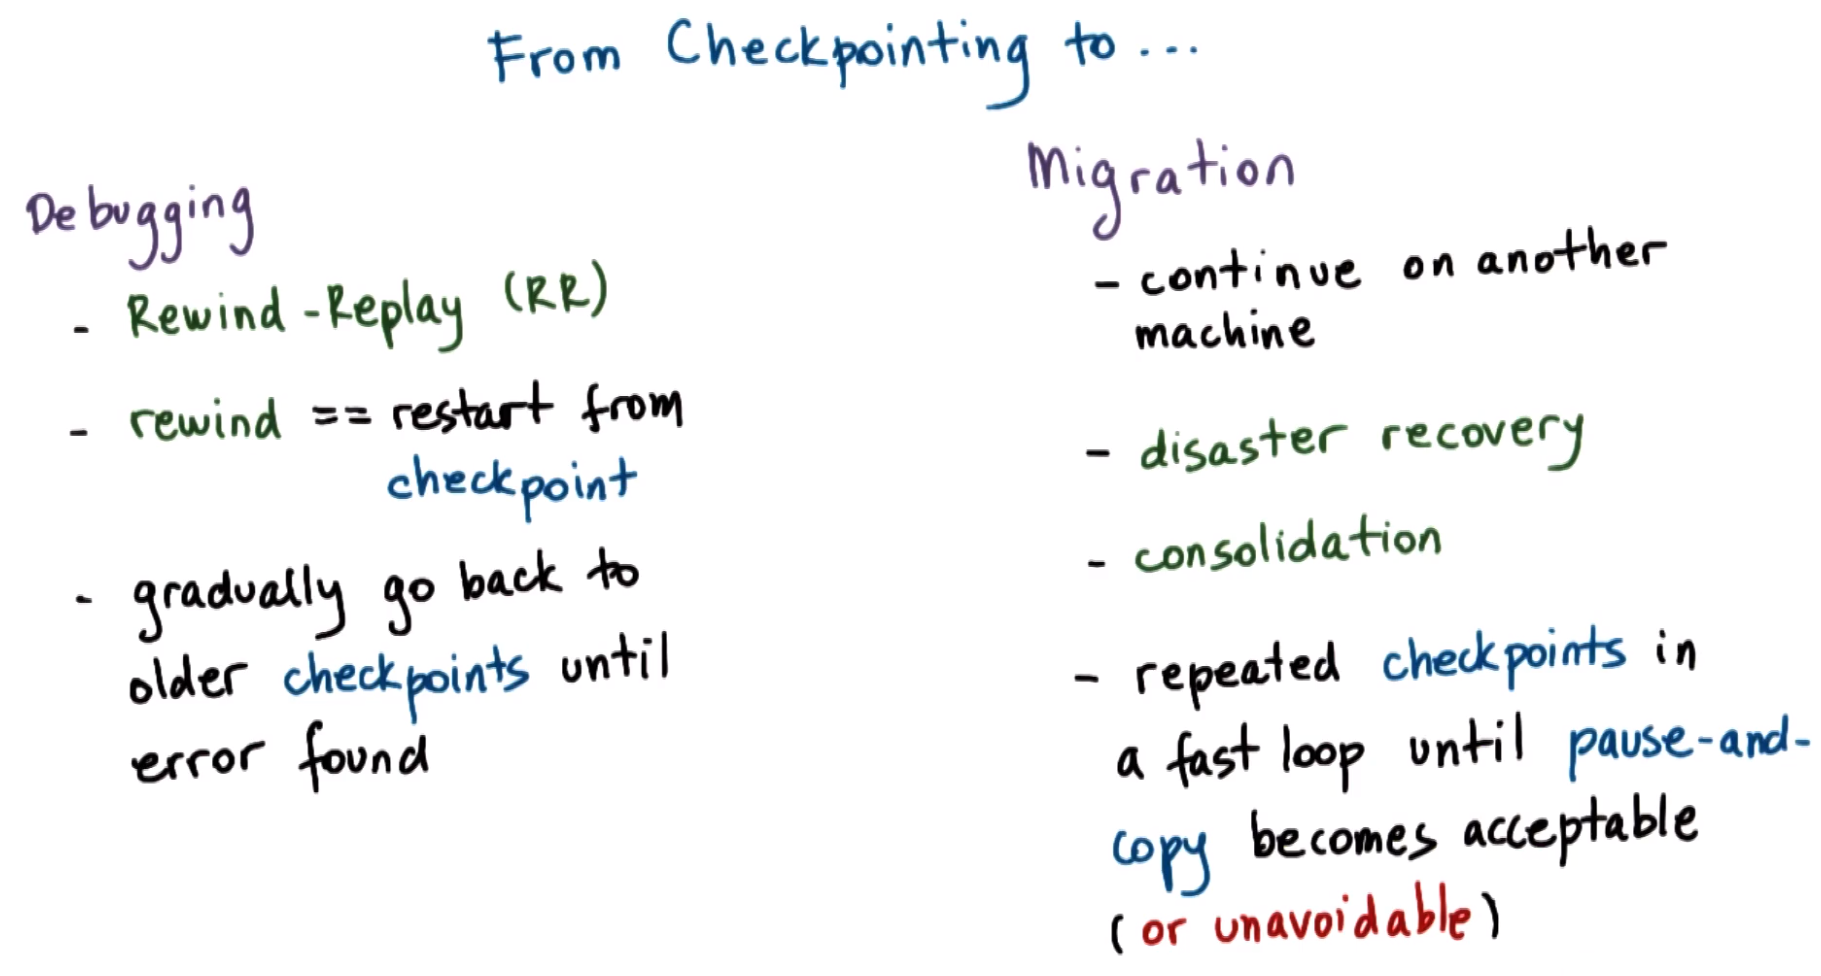 From Checkpointing to ...
Debugging
- Rewind-Replay (RR)
- rewind == restart from
checkpoint
- gradually go back to
older checkpoints until
error found
Migration
- continue on another
machine
- disaster recovery
- consolidation
- repeated checkpoints in
a fast loop until pause-and-
copy becomes acceptable
(or unavoidable)